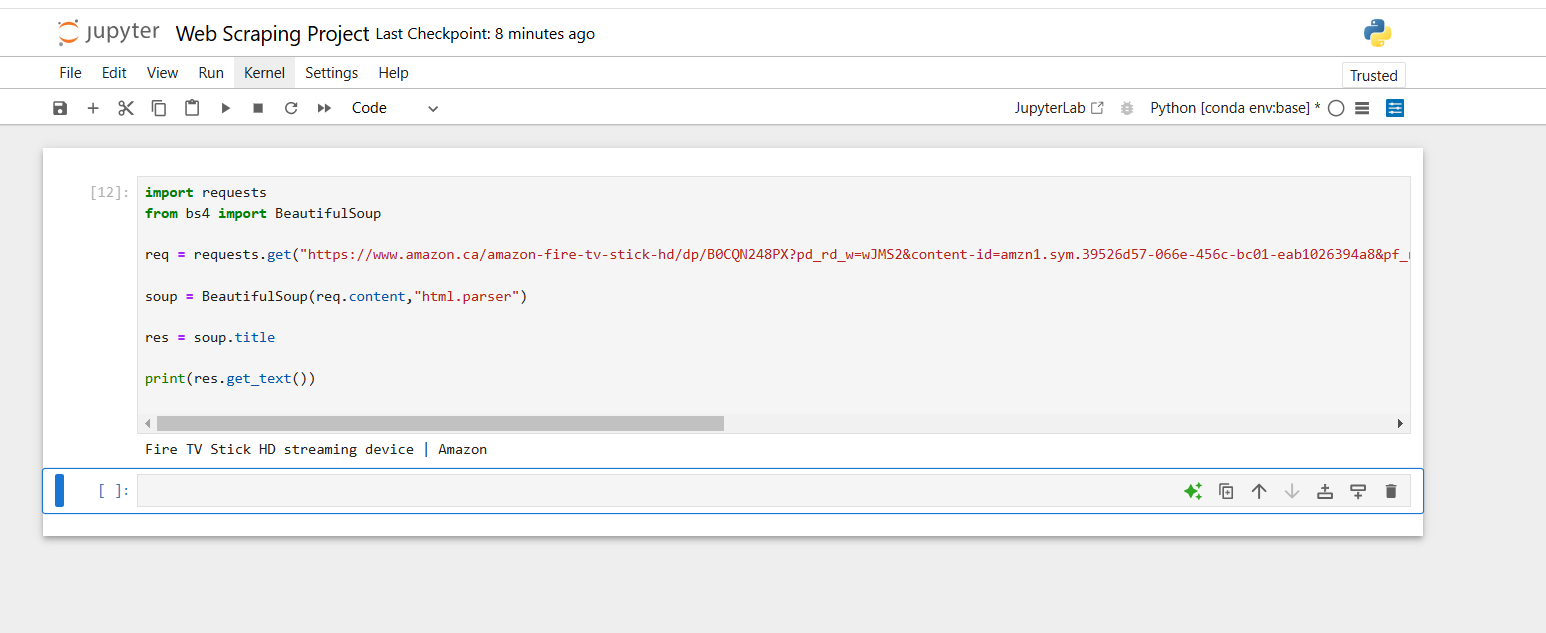 jupyter Web Scraping Project Last Checkpoint: 8 minutes ago
File Edit View Run Kernel Settings Help
Trusted
Code
JupyterLab Python [conda env:base] *
[12]:
import requests
from bs4 import BeautifulSoup
req = requests.get("https://www.amazon.ca/amazon-fire-tv-stick-hd/dp/B0CQN248PX?pd_rd_w=wJMS2&content-id=amzn1.sym.39526d57-066e-456c-bc01-eab1026394a8&pf_
soup = BeautifulSoup(req.content,"html.parser")
res = soup.title
print(res.get_text())
Fire TV Stick HD streaming device | Amazon
[ ]: